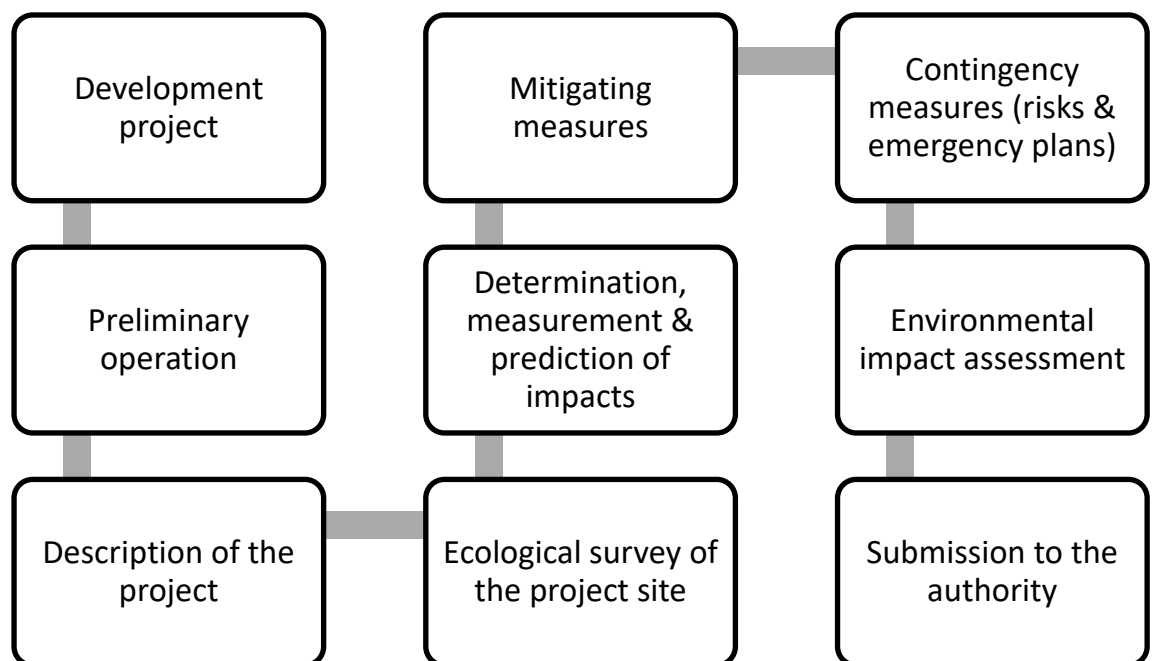 Development
project
Preliminary
operation
Description of the
project
Ecological survey of
the project site
Determination,
measurement &
prediction of
impacts
Mitigating
measures
Contingency
measures (risks &
emergency plans)
Environmental
impact assessment
Submission to the
authority